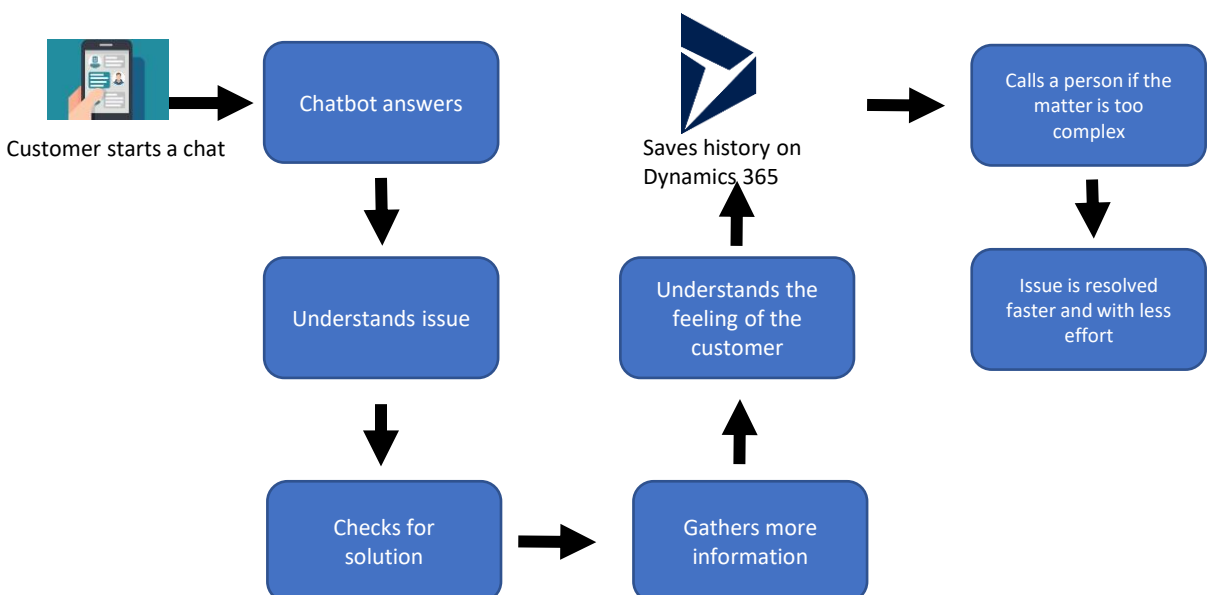 Customer starts a chat
Chatbot answers
Understands issue
Checks for
solution
Gathers more
information
Understands the
feeling of the
customer
Saves history on
Dynamics 365
Calls a person if the
matter is too
complex
Issue is resolved
faster and with less
effort